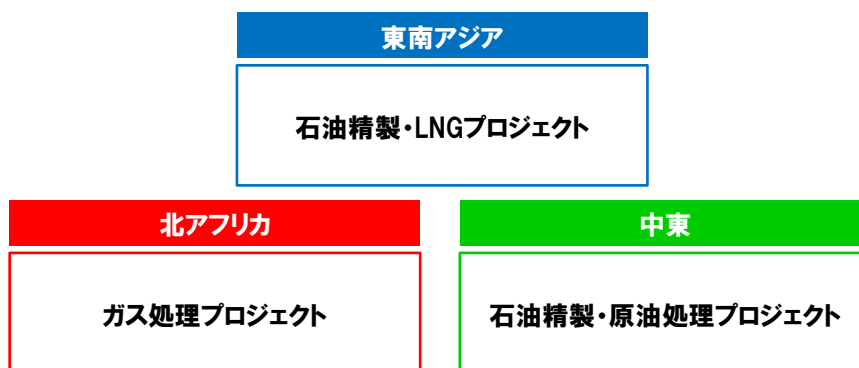 東南アジア
石油精製・LNGプロジェクト
北アフリカ
ガス処理プロジェクト
中東
石油精製・原油処理プロジェクト